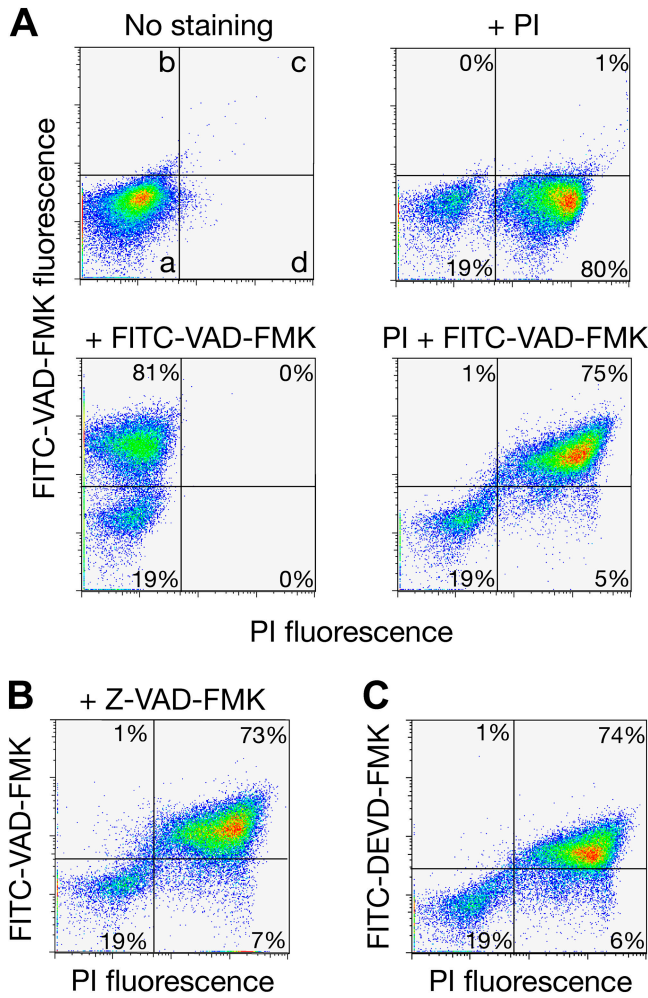 A
No staining
+ PI
b
c
0%
1%
a
d
19%
80%
+ FITC-VAD-FMK
PI + FITC-VAD-FMK
81%
0%
1%
75%
19%
0%
19%
5%
FITC-VAD-FMK fluorescence
PI fluorescence
B
+ Z-VAD-FMK
1%
73%
19%
7%
FITC-VAD-FMK
PI fluorescence
C
1%
74%
19%
6%
FITC-DEVD-FMK
PI fluorescence